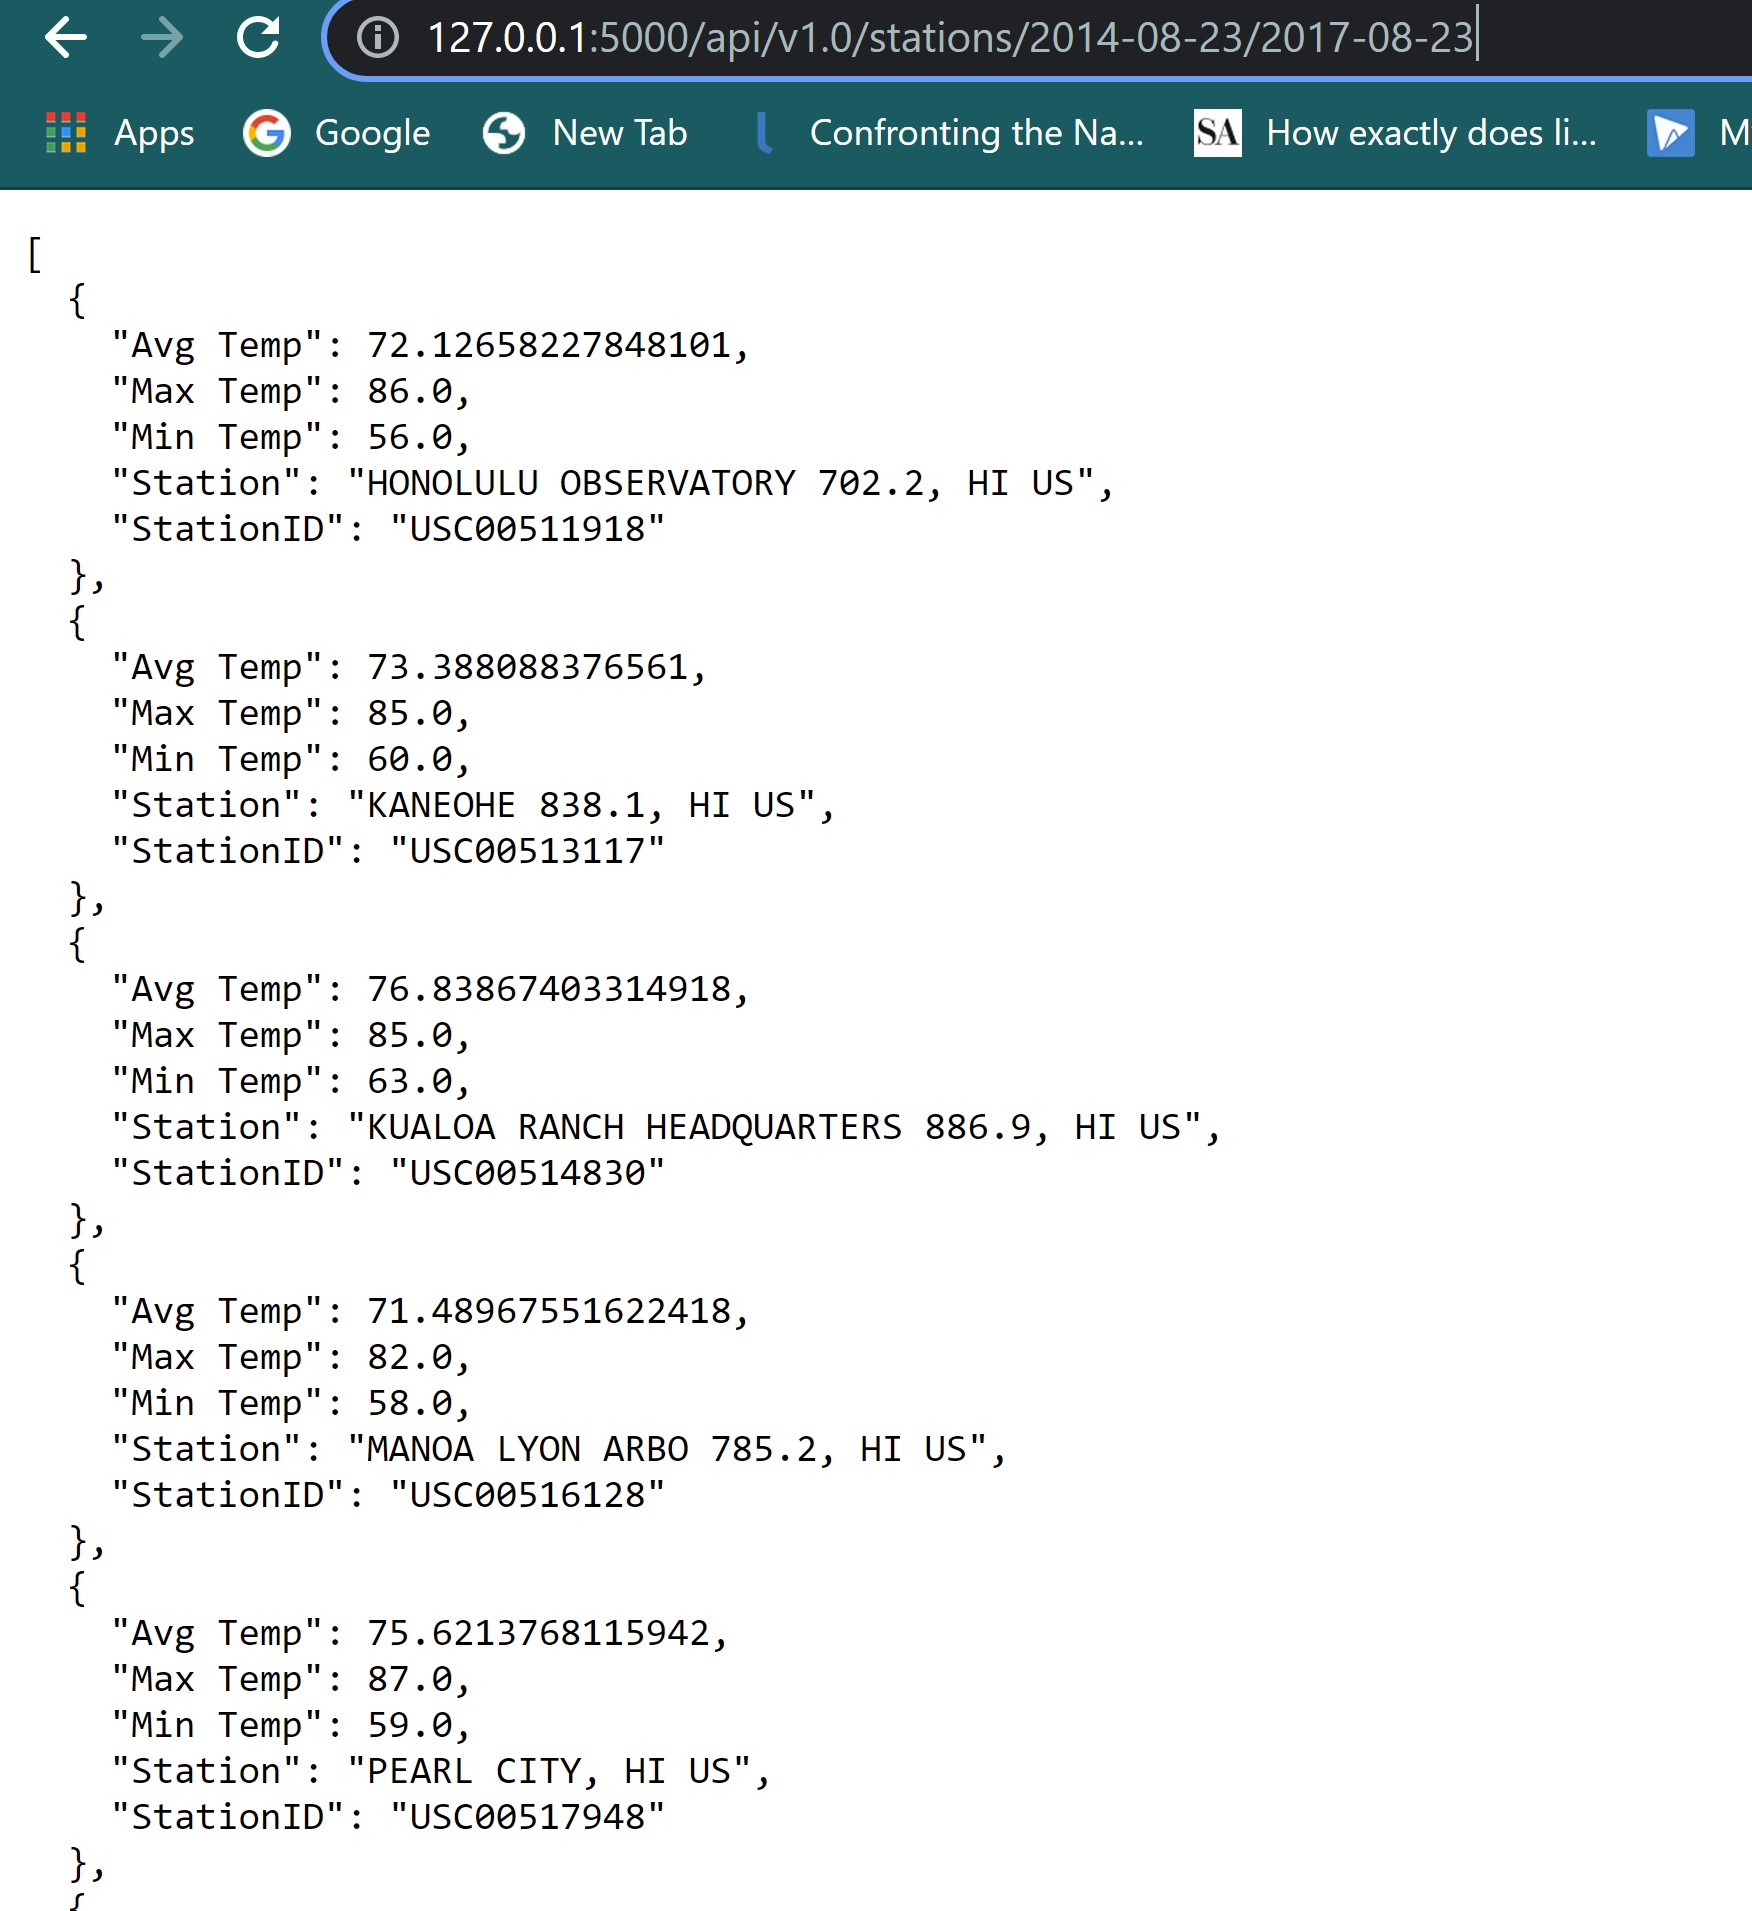 127.0.0.1:5000/api/v1.0/stations/2014-08-23/2017-08-23
Apps Google New Tab Confronting the Na... SA How exactly does li... M
[
  {
    "Avg Temp": 72.12658227848101,
    "Max Temp": 86.0,
    "Min Temp": 56.0,
    "Station": "HONOLULU OBSERVATORY 702.2, HI US",
    "StationID": "USC00511918"
  },
  {
    "Avg Temp": 73.388088376561,
    "Max Temp": 85.0,
    "Min Temp": 60.0,
    "Station": "KANEOHE 838.1, HI US",
    "StationID": "USC00513117"
  },
  {
    "Avg Temp": 76.83867403314918,
    "Max Temp": 85.0,
    "Min Temp": 63.0,
    "Station": "KUALOA RANCH HEADQUARTERS 886.9, HI US",
    "StationID": "USC00514830"
  },
  {
    "Avg Temp": 71.48967551622418,
    "Max Temp": 82.0,
    "Min Temp": 58.0,
    "Station": "MANOA LYON ARBO 785.2, HI US",
    "StationID": "USC00516128"
  },
  {
    "Avg Temp": 75.6213768115942,
    "Max Temp": 87.0,
    "Min Temp": 59.0,
    "Station": "PEARL CITY, HI US",
    "StationID": "USC00517948"
  },
  {